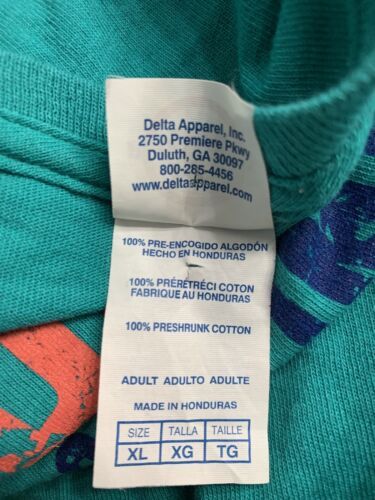 Delta Apparel, Inc.
2750 Premiere Pkwy
Duluth, GA 30097
800-285-4456
www.deltaapparel.com
100% PRE-ENCOGIDO ALGODÓN
HECHO EN HONDURAS
100% PRÉRETRÉCI COTON
FABRIQUE AU HONDURAS
100% PRESHRUNK COTTON
ADULT ADULTO ADULTE
MADE IN HONDURAS
SIZE TALLA TAILLE
XL XG TG